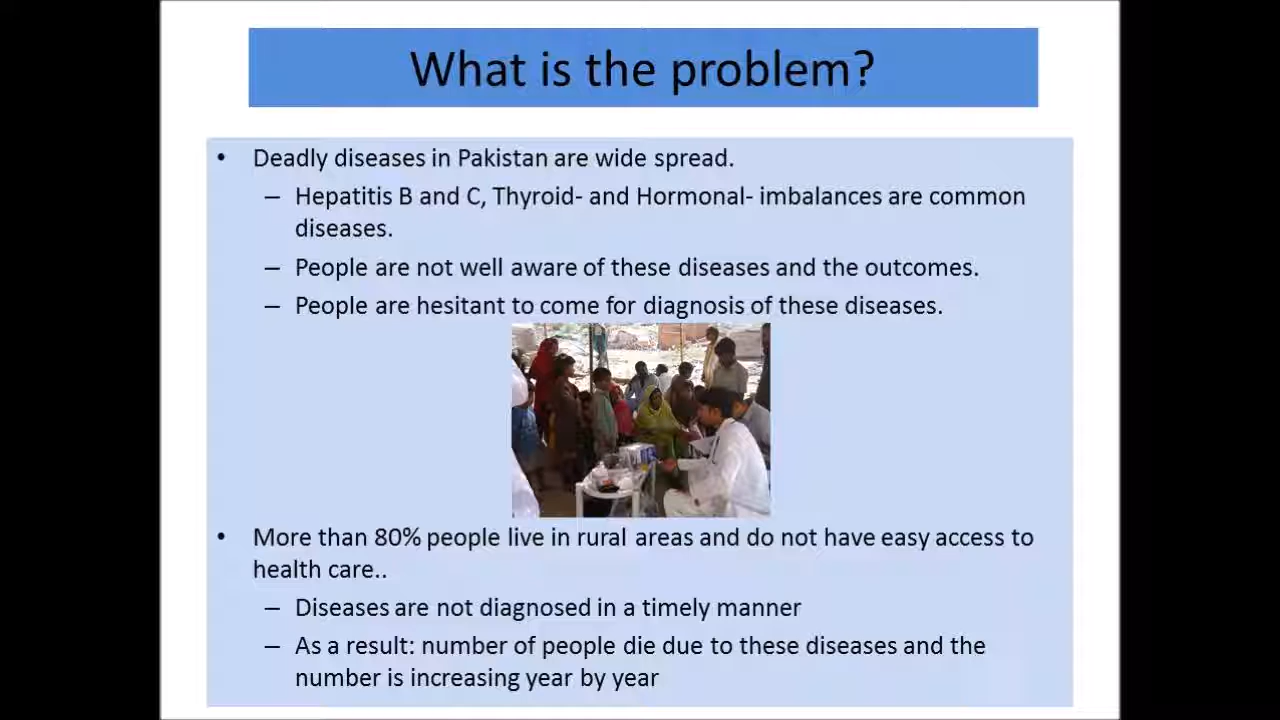 What is the problem?
• Deadly diseases in Pakistan are wide spread.
– Hepatitis B and C, Thyroid- and Hormonal- imbalances are common
diseases.
– People are not well aware of these diseases and the outcomes.
– People are hesitant to come for diagnosis of these diseases.
• More than 80% people live in rural areas and do not have easy access to
health care..
– Diseases are not diagnosed in a timely manner
– As a result: number of people die due to these diseases and the
number is increasing year by year